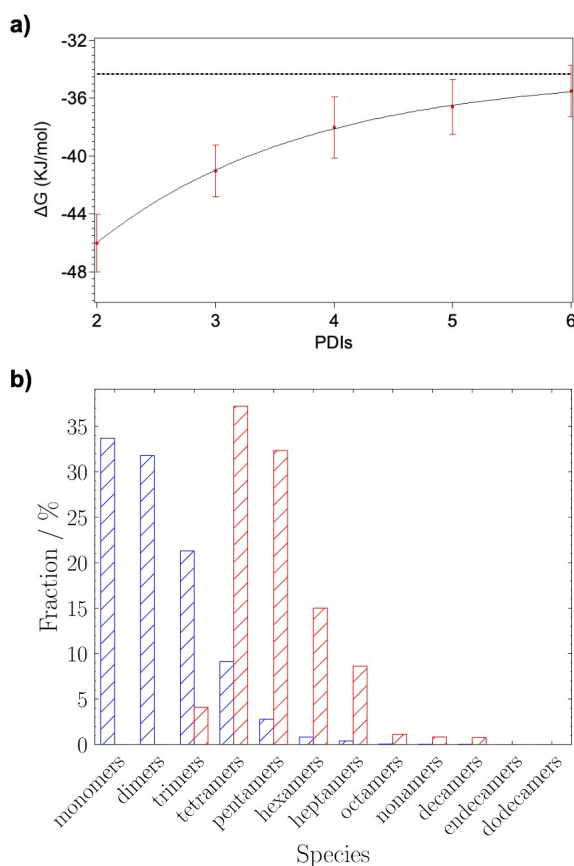 a)
-32
-36
-40
-44
-48
ΔG (KJ/mol)
2 3 4 5 6
PDIs
b)
35
30
25
20
15
10
5
0
Fraction / %
monomers
dimers
trimers
tetramers
pentamers
hexamers
heptamers
octamers
nonamers
decamers
endecamers
dodecamers
Species